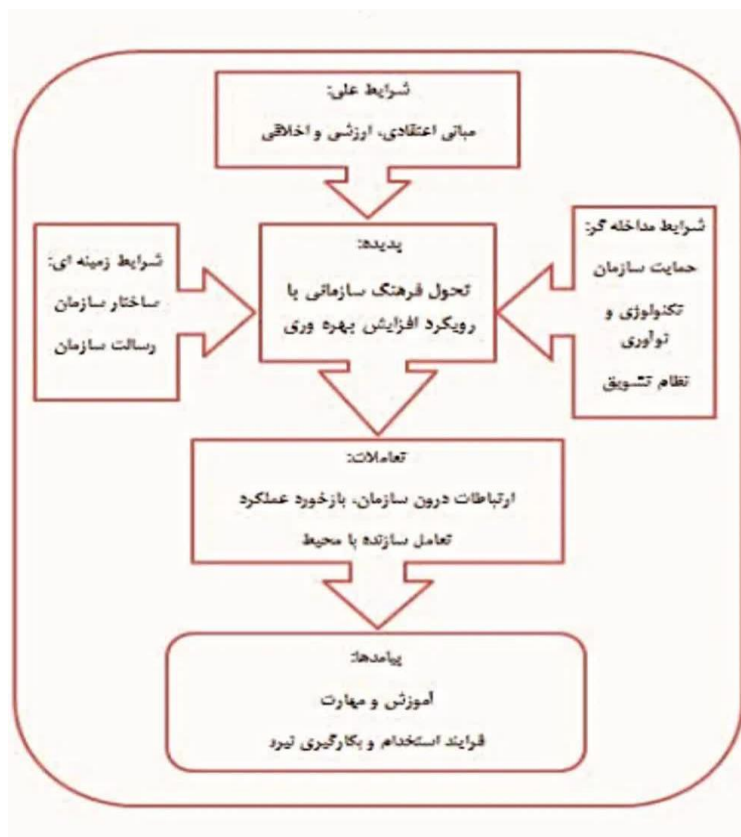 شرایط علی:
مبانی اعتقادی، ارزشی و اخلاقی
شرایط مداخله گر:
حمایت سازمان
تکنولوژی و
نوآوری
نظام تشویق
پدیده:
تحول فرهنگ سازمانی با
رویکرد افزایش بهره وری
شرایط زمینه ای:
ساختار سازمان
رسالت سازمان
تعاملات:
ارتباطات درون سازمان، بازخورد عملکرد
تعامل سازنده با محیط
پیامدها:
آموزش و مهارت
فرایند استخدام و بکارگیری نیرد